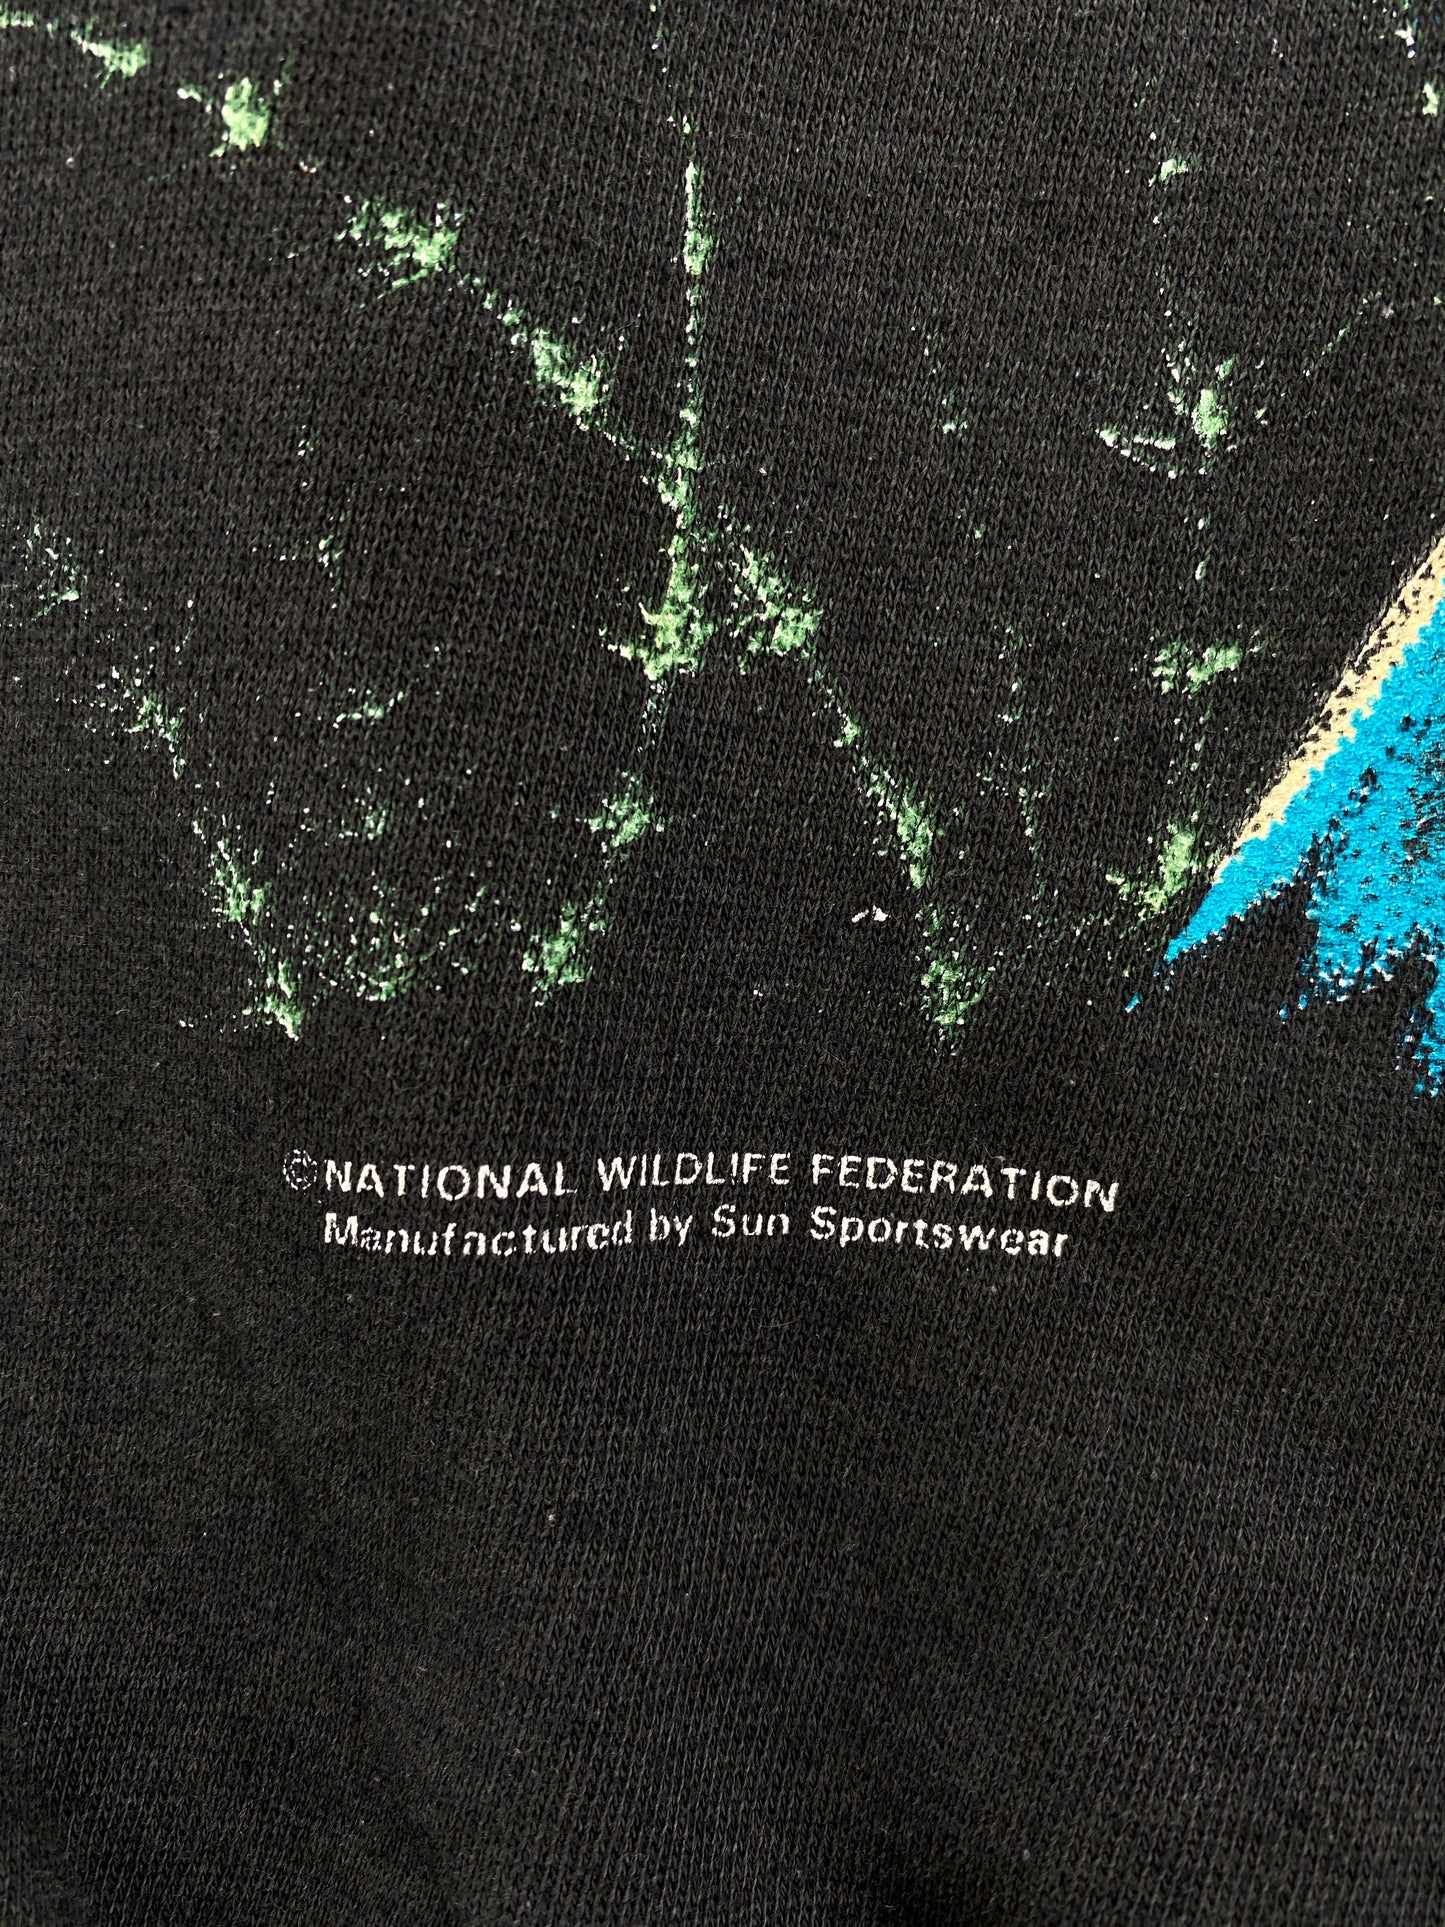 ©NATIONAL WILDLIFE FEDERATION
Manufactured by Sun Sportswear